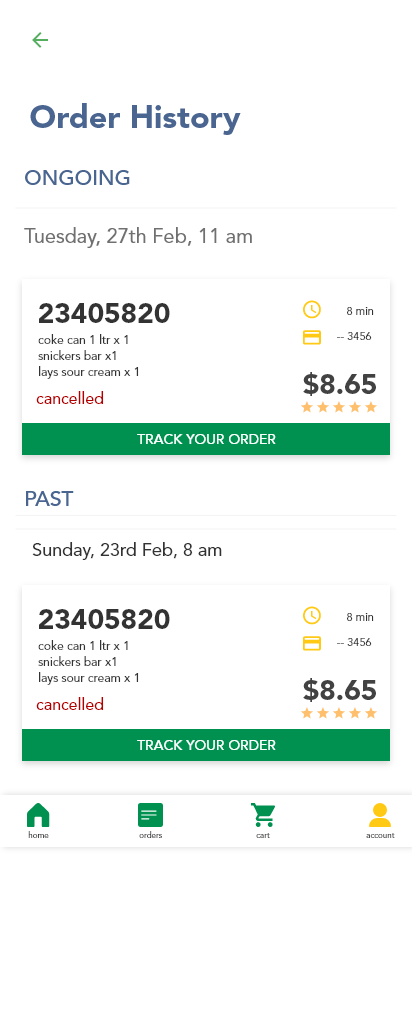 Order History
ONGOING
Tuesday, 27th Feb, 11 am
23405820
8 min
coke can 1 ltr x 1
-- 3456
snickers bar x1
lays sour cream x 1
$8.65
cancelled
TRACK YOUR ORDER
PAST
Sunday, 23rd Feb, 8 am
23405820
8 min
coke can 1 ltr x 1
-- 3456
snickers bar x1
lays sour cream x 1
$8.65
cancelled
TRACK YOUR ORDER
home orders cart account